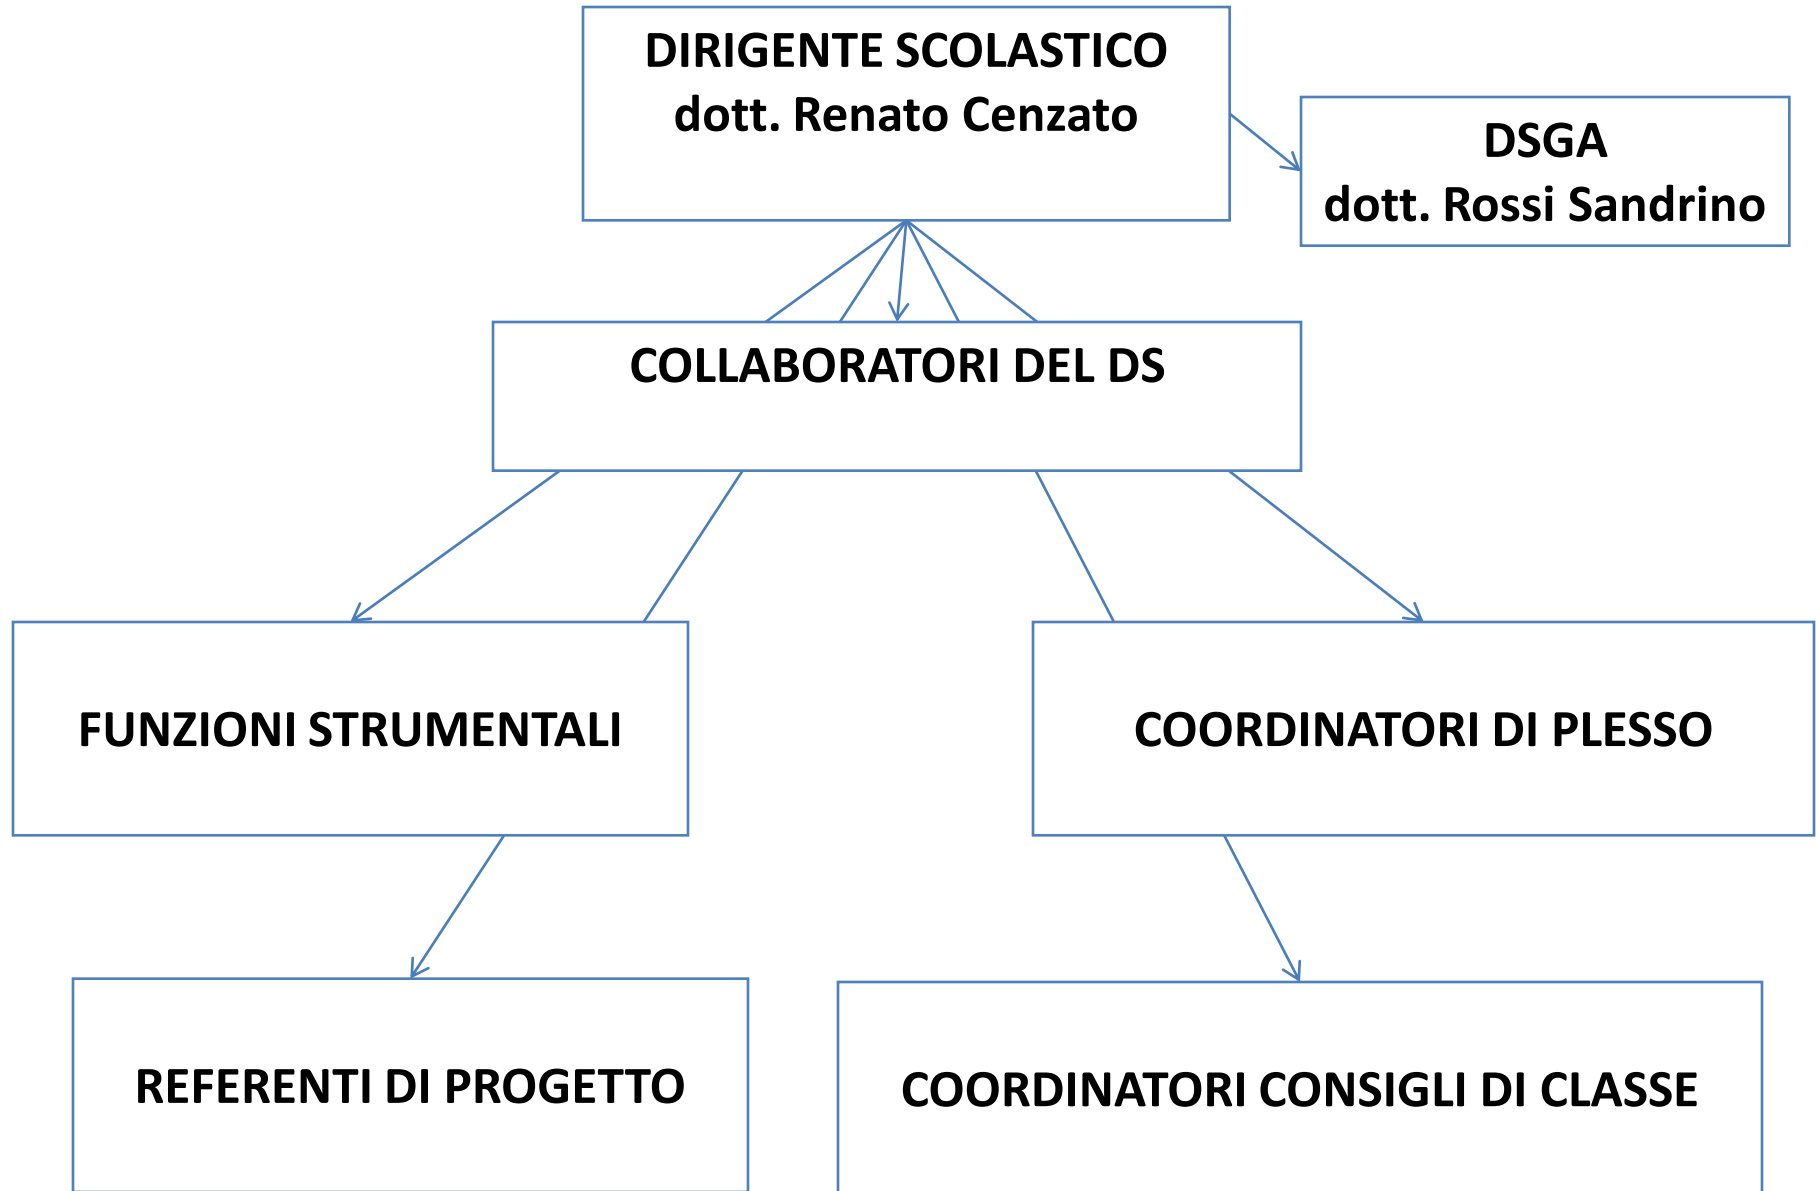 DIRIGENTE SCOLASTICO
dott. Renato Cenzato
DSGA
dott. Rossi Sandrino
COLLABORATORI DEL DS
FUNZIONI STRUMENTALI
COORDINATORI DI PLESSO
REFERENTI DI PROGETTO
COORDINATORI CONSIGLI DI CLASSE